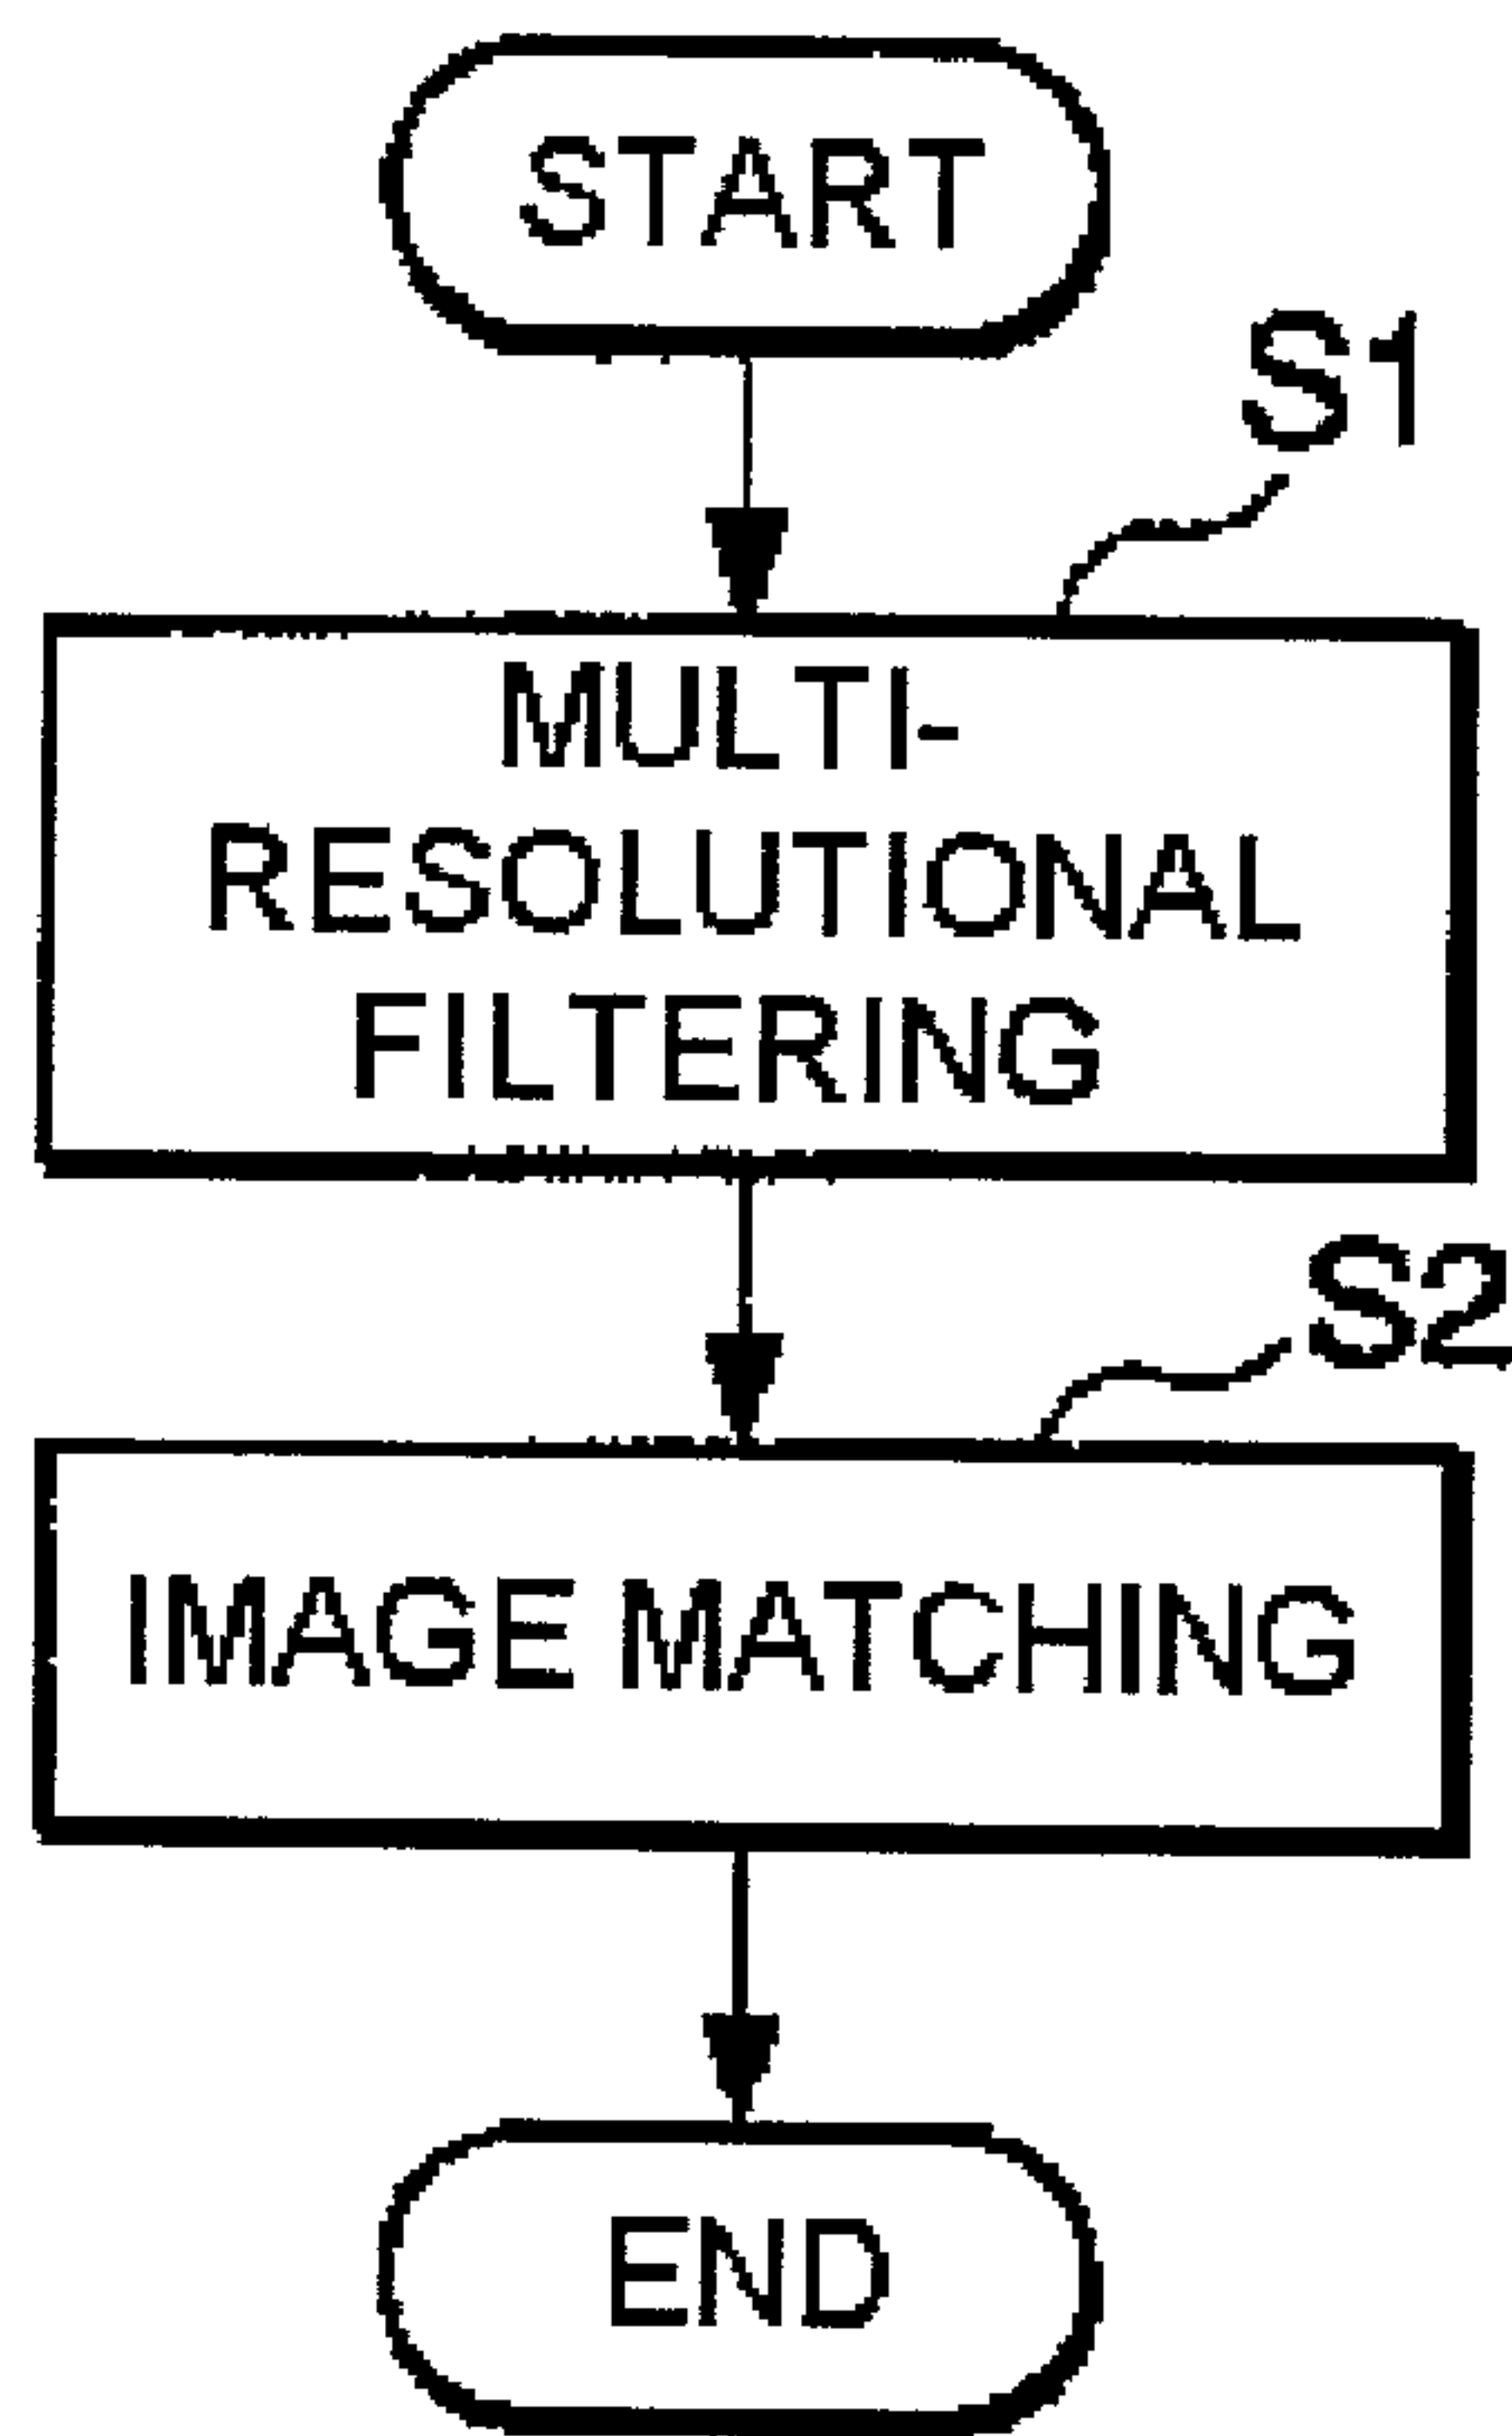 START
S1
MULTI-
RESOLUTIONAL
FILTERING
S2
IMAGE MATCHING
END